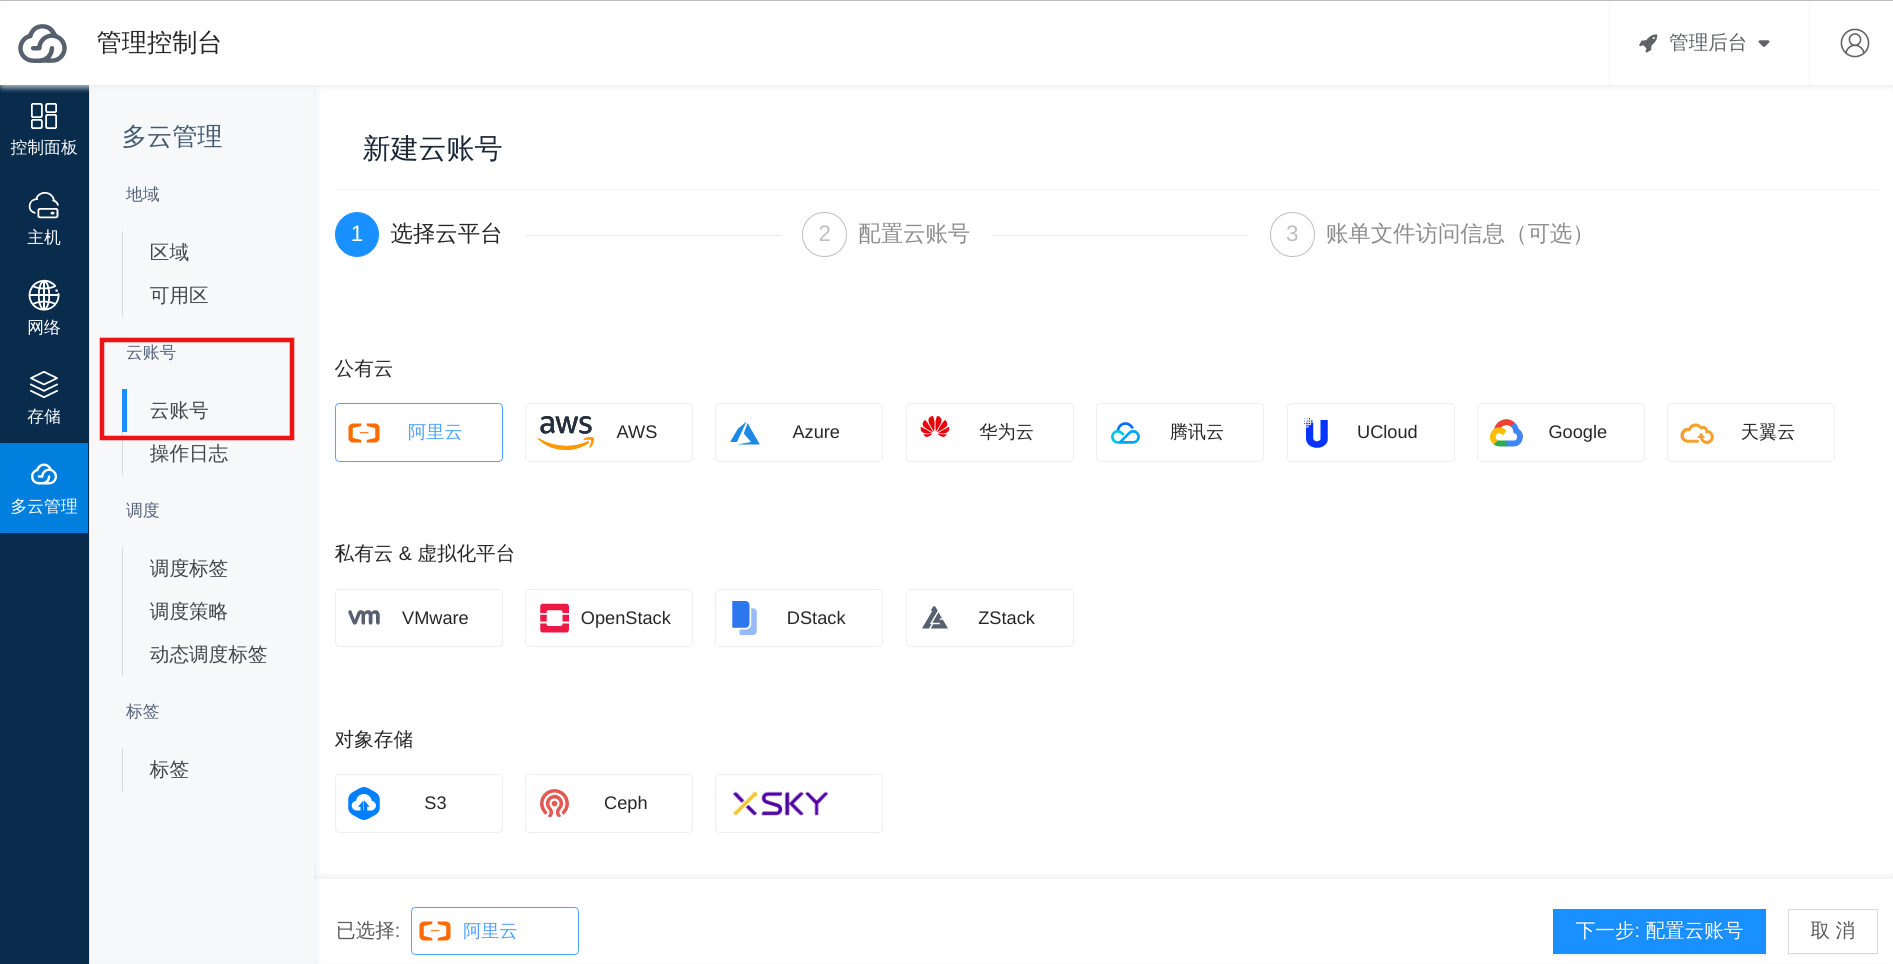 管理控制台
管理后台
控制面板
主机
网络
存储
多云管理
多云管理
地域
区域
可用区
云账号
云账号
操作日志
调度
调度标签
调度策略
动态调度标签
标签
标签
新建云账号
1 选择云平台
2 配置云账号
3 账单文件访问信息（可选）
公有云
阿里云
aws AWS
Azure
华为云
腾讯云
UCloud
Google
天翼云
私有云 & 虚拟化平台
vm VMware
OpenStack
DStack
ZStack
对象存储
S3
Ceph
XSKY
已选择: 阿里云
下一步: 配置云账号
取 消